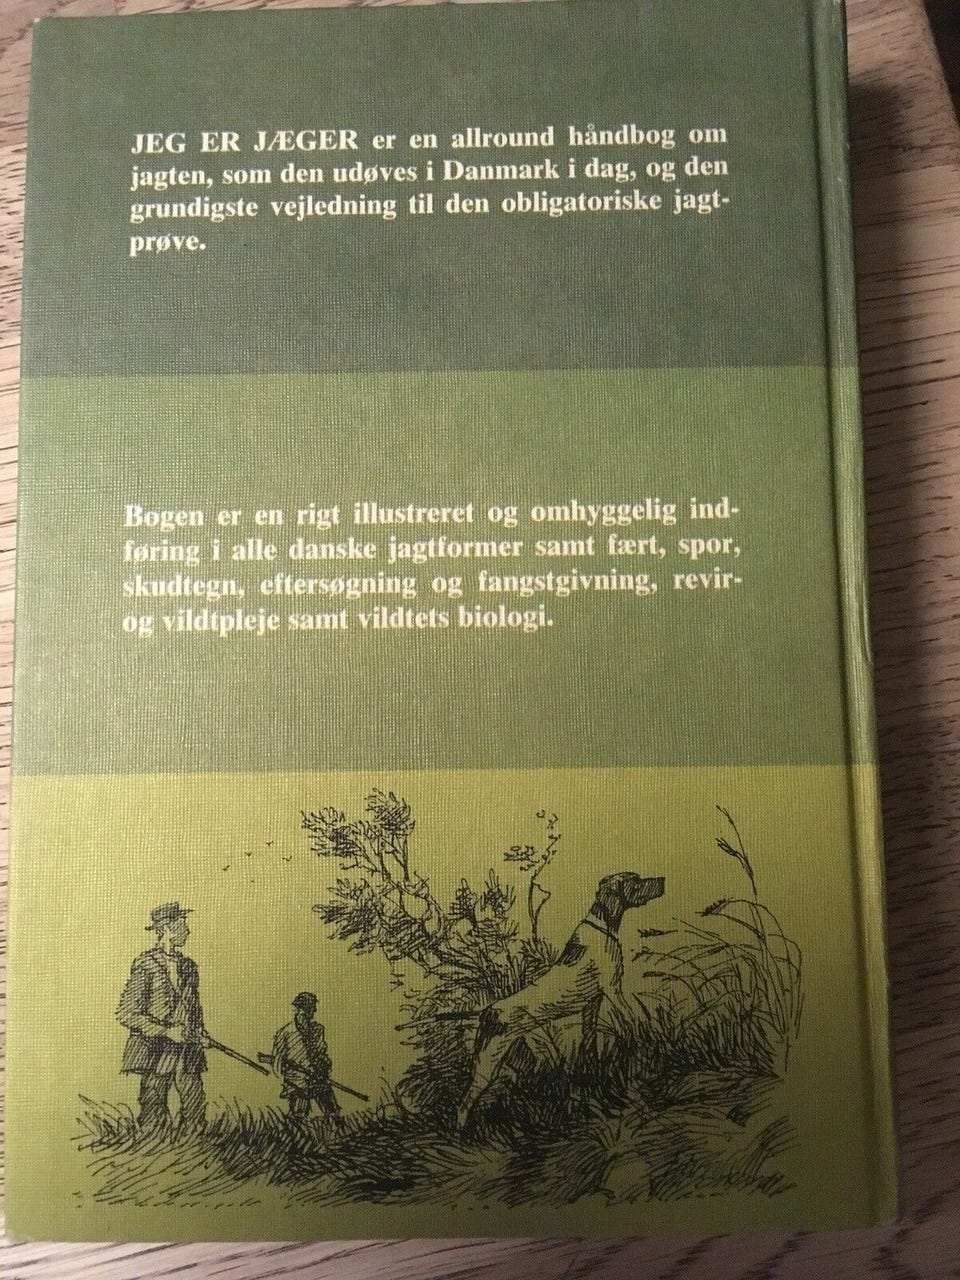 JEG ER JÆGER er en allround håndbog om
jagten, som den udøves i Danmark i dag, og den
grundigste vejledning til den obligatoriske jagt-
prøve.
Bogen er en rigt illustreret og omhyggelig ind-
føring i alle danske jagtformer samt fært, spor,
skudtegn, eftersøgning og fangstgivning, revir-
og vildtpleje samt vildtets biologi.